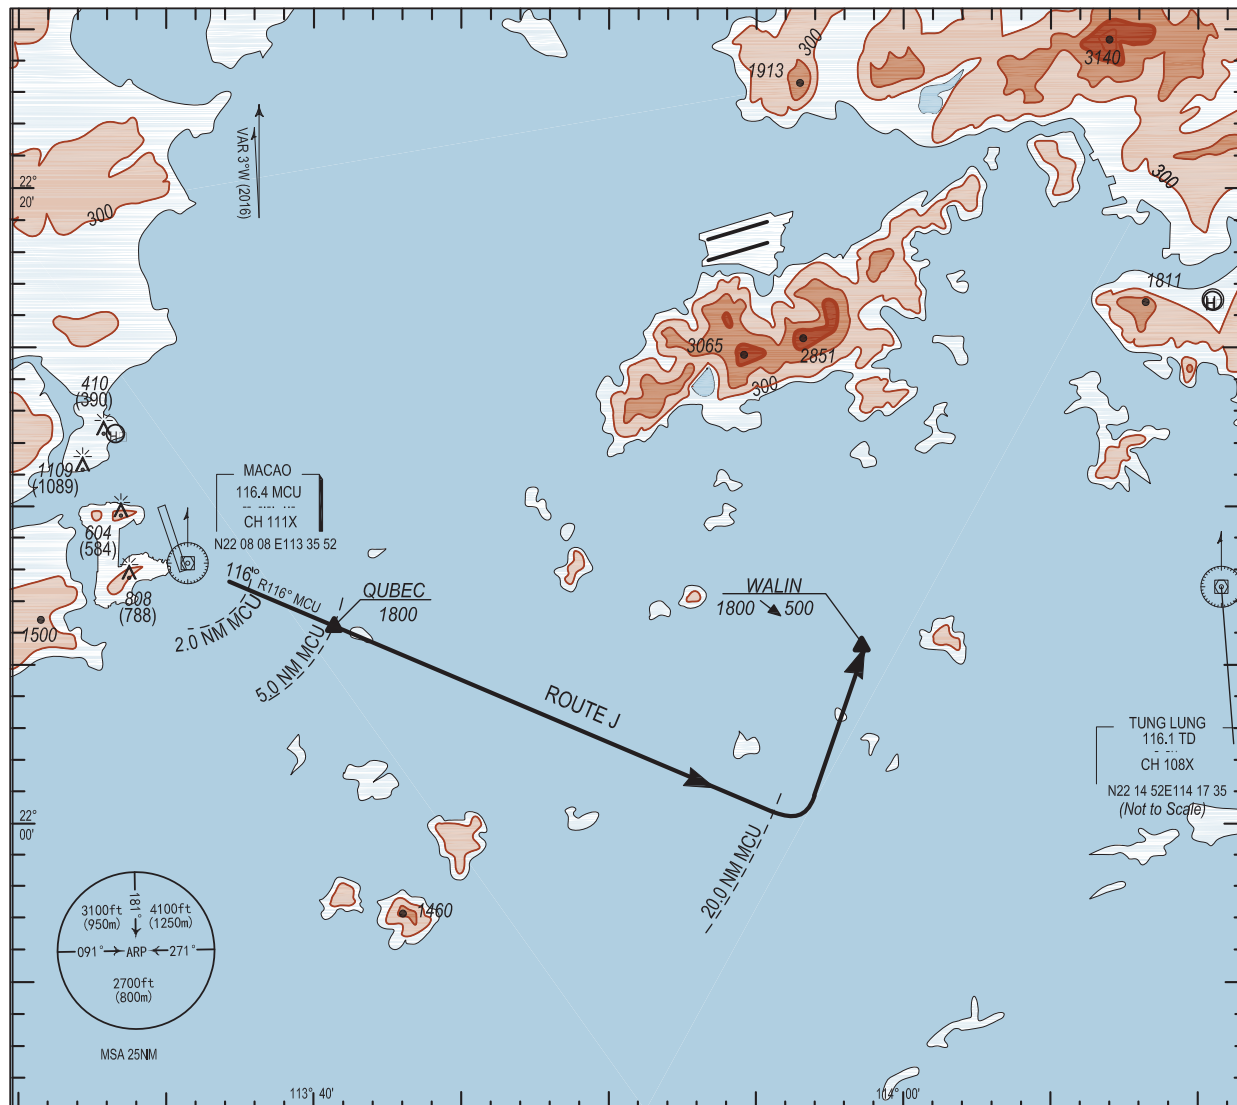 300
1913
3140
VAR 3°W (2016)
22°
20'
300
300
1811
H
3065
2851
300
410
(390)
H
1109
(1089)
604
(584)
808
(788)
1500
MACAO
116.4 MCU
CH 111X
N22 08 08 E113 35 52
116°
R116° MCU
2.0 NM MCU
5.0 NM MCU
QUBEC
1800
WALIN
1800 ↘ 500
ROUTE J
20.0 NM MCU
TUNG LUNG
116.1 TD
CH 108X
N22 14 52E114 17 35
(Not to Scale)
22°
00'
1460
181°
3100ft
(950m)
4100ft
(1250m)
091° → ARP ← 271°
2700ft
(800m)
MSA 25NM
113° 40'
114° 00'